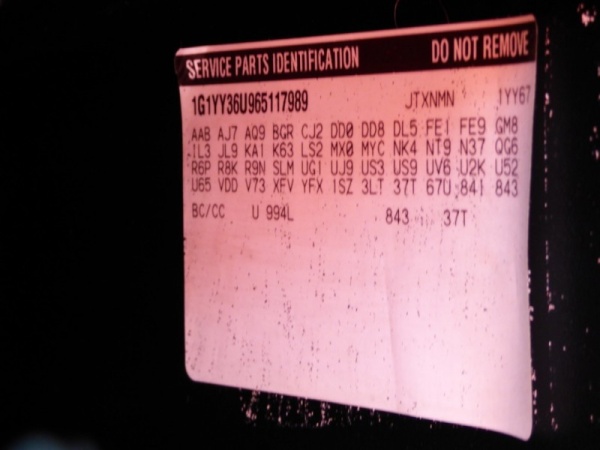 SERVICE PARTS IDENTIFICATION DO NOT REMOVE
1G1YY36U965117989 JTXNMN 1YY67
AAB AJ7 AQ9 BGR CJ2 DD0 DD8 DL5 FE1 FE9 GM8
IL3 JL9 KA1 K63 LS2 MX0 MYC NK4 NT9 N37 QG6
R6P R8K R9N SLM UG1 UJ9 US3 US9 UV6 U2K U52
U65 VDD V73 XFV YFX 1SZ 3LT 37T 67U 841 843
BC/CC U 994L 843 37T